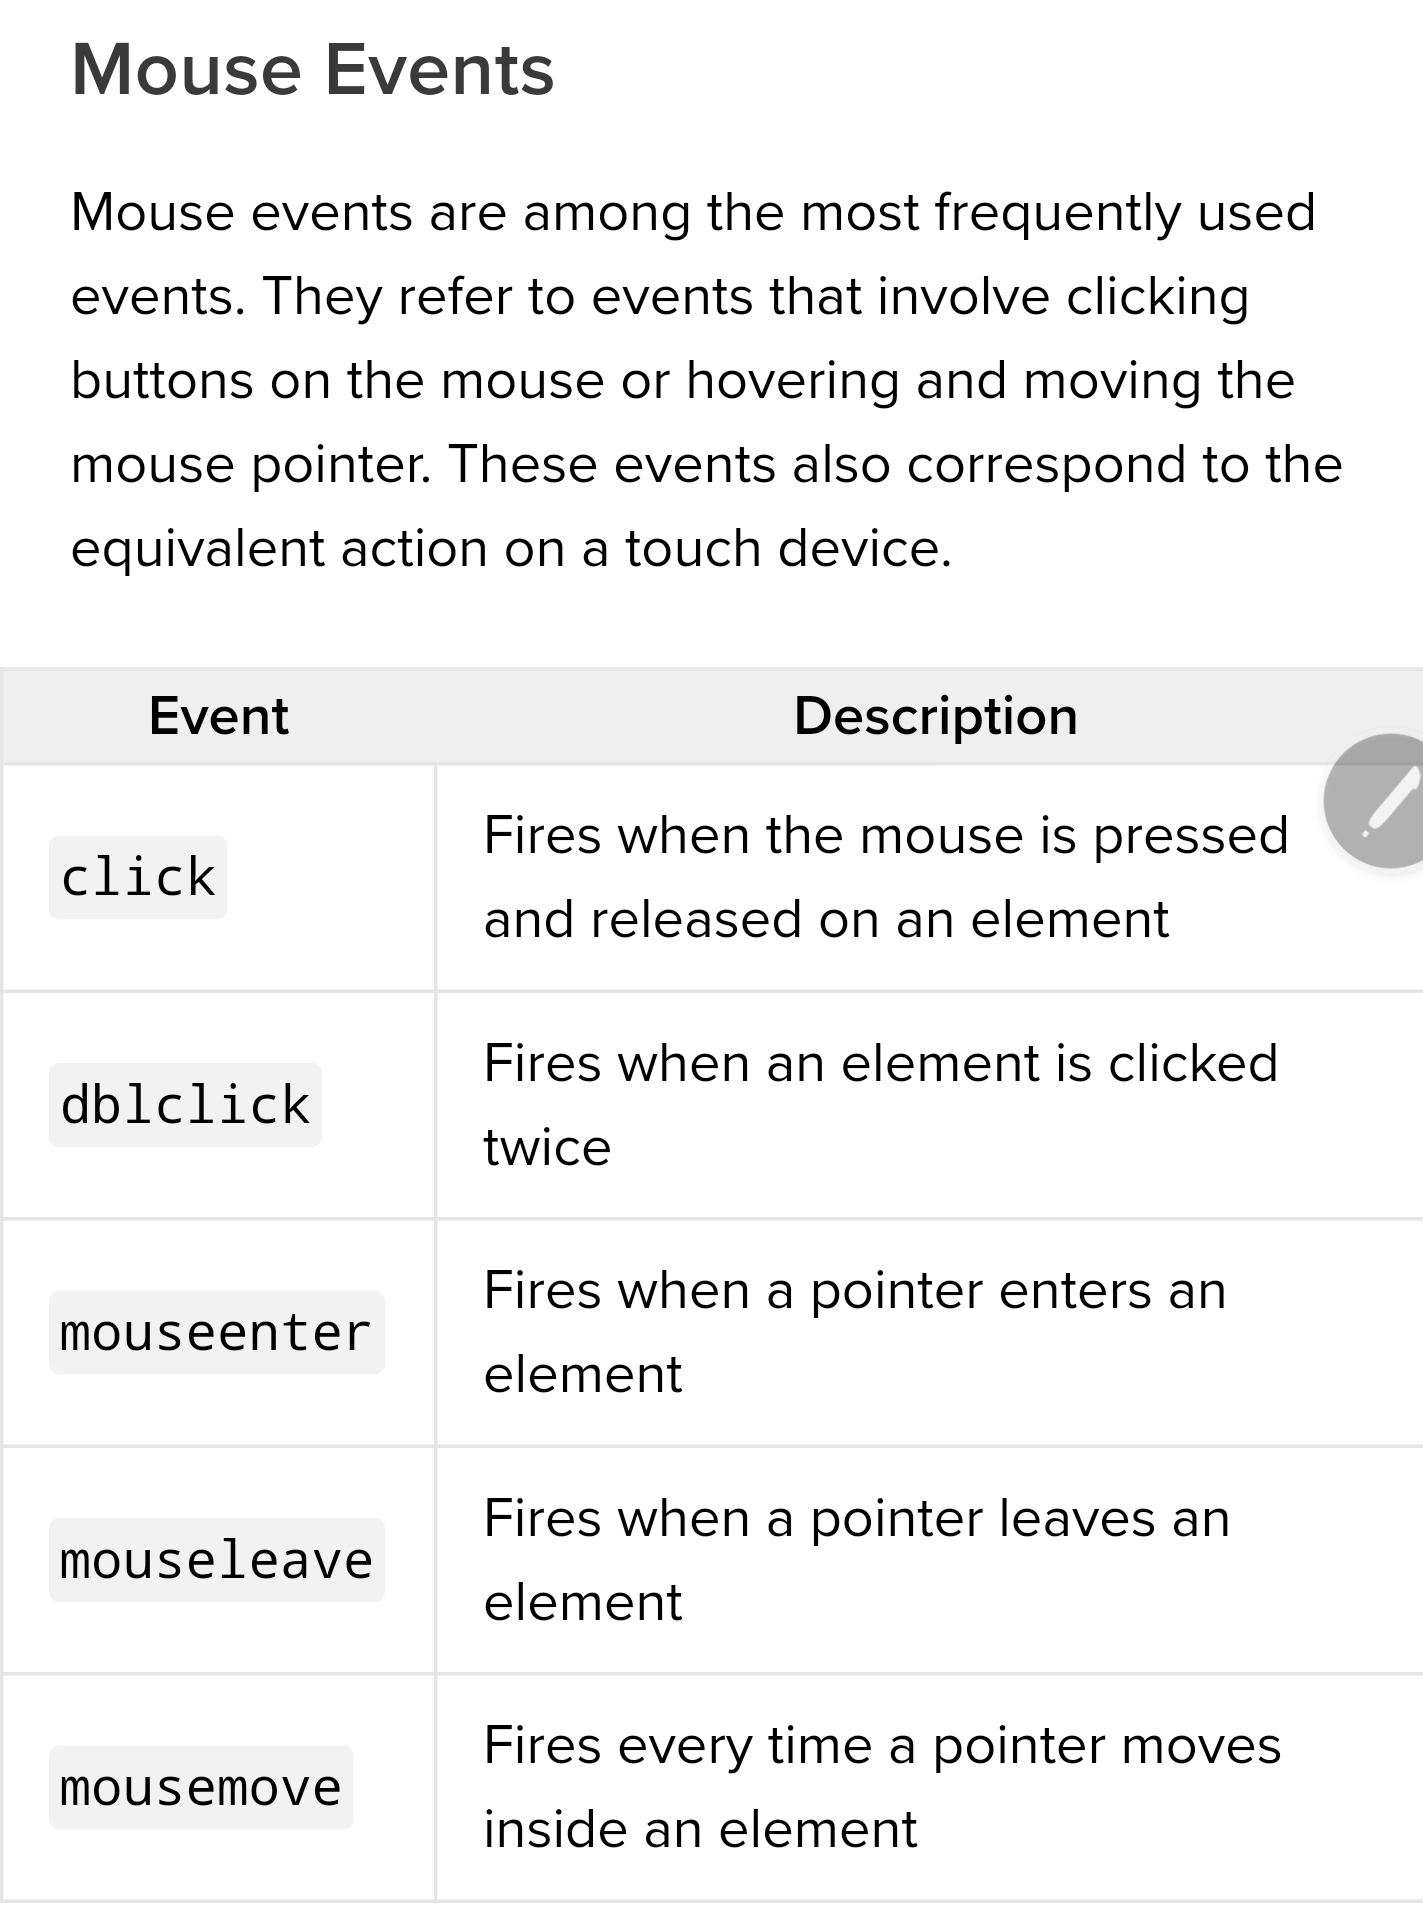 Mouse Events
Mouse events are among the most frequently used
events. They refer to events that involve clicking
buttons on the mouse or hovering and moving the
mouse pointer. These events also correspond to the
equivalent action on a touch device.
Event Description
click Fires when the mouse is pressed
and released on an element
dblclick Fires when an element is clicked
twice
mouseenter Fires when a pointer enters an
element
mouseleave Fires when a pointer leaves an
element
mousemove Fires every time a pointer moves
inside an element